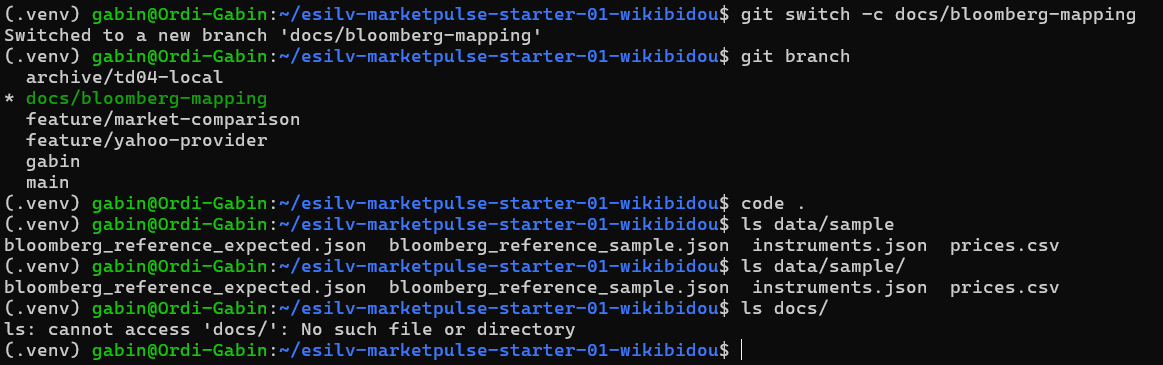 (.venv) gabin@Ordi-Gabin:~/esilv-marketpulse-starter-01-wikibidou$ git switch -c docs/bloomberg-mapping
Switched to a new branch 'docs/bloomberg-mapping'
(.venv) gabin@Ordi-Gabin:~/esilv-marketpulse-starter-01-wikibidou$ git branch
  archive/td04-local
* docs/bloomberg-mapping
  feature/market-comparison
  feature/yahoo-provider
  gabin
  main
(.venv) gabin@Ordi-Gabin:~/esilv-marketpulse-starter-01-wikibidou$ code .
(.venv) gabin@Ordi-Gabin:~/esilv-marketpulse-starter-01-wikibidou$ ls data/sample
bloomberg_reference_expected.json  bloomberg_reference_sample.json  instruments.json  prices.csv
(.venv) gabin@Ordi-Gabin:~/esilv-marketpulse-starter-01-wikibidou$ ls data/sample/
bloomberg_reference_expected.json  bloomberg_reference_sample.json  instruments.json  prices.csv
(.venv) gabin@Ordi-Gabin:~/esilv-marketpulse-starter-01-wikibidou$ ls docs/
ls: cannot access 'docs/': No such file or directory
(.venv) gabin@Ordi-Gabin:~/esilv-marketpulse-starter-01-wikibidou$